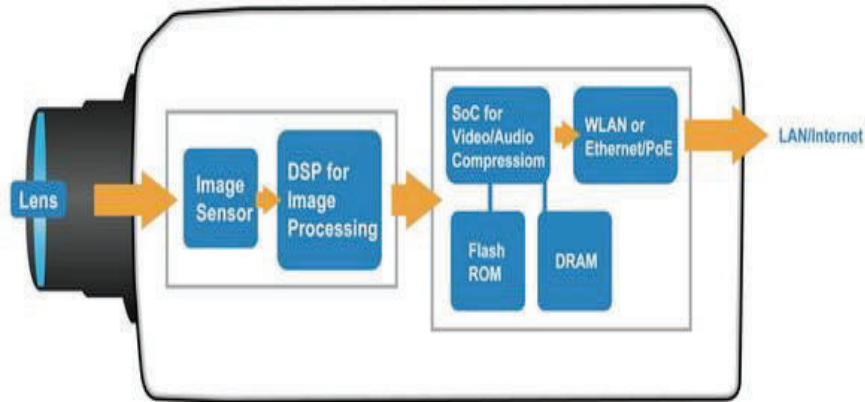 Lens
Image
Sensor
DSP for
Image
Processing
SoC for
Video/Audio
Compressiom
WLAN or
Ethernet/PoE
Flash
ROM
DRAM
LAN/Internet